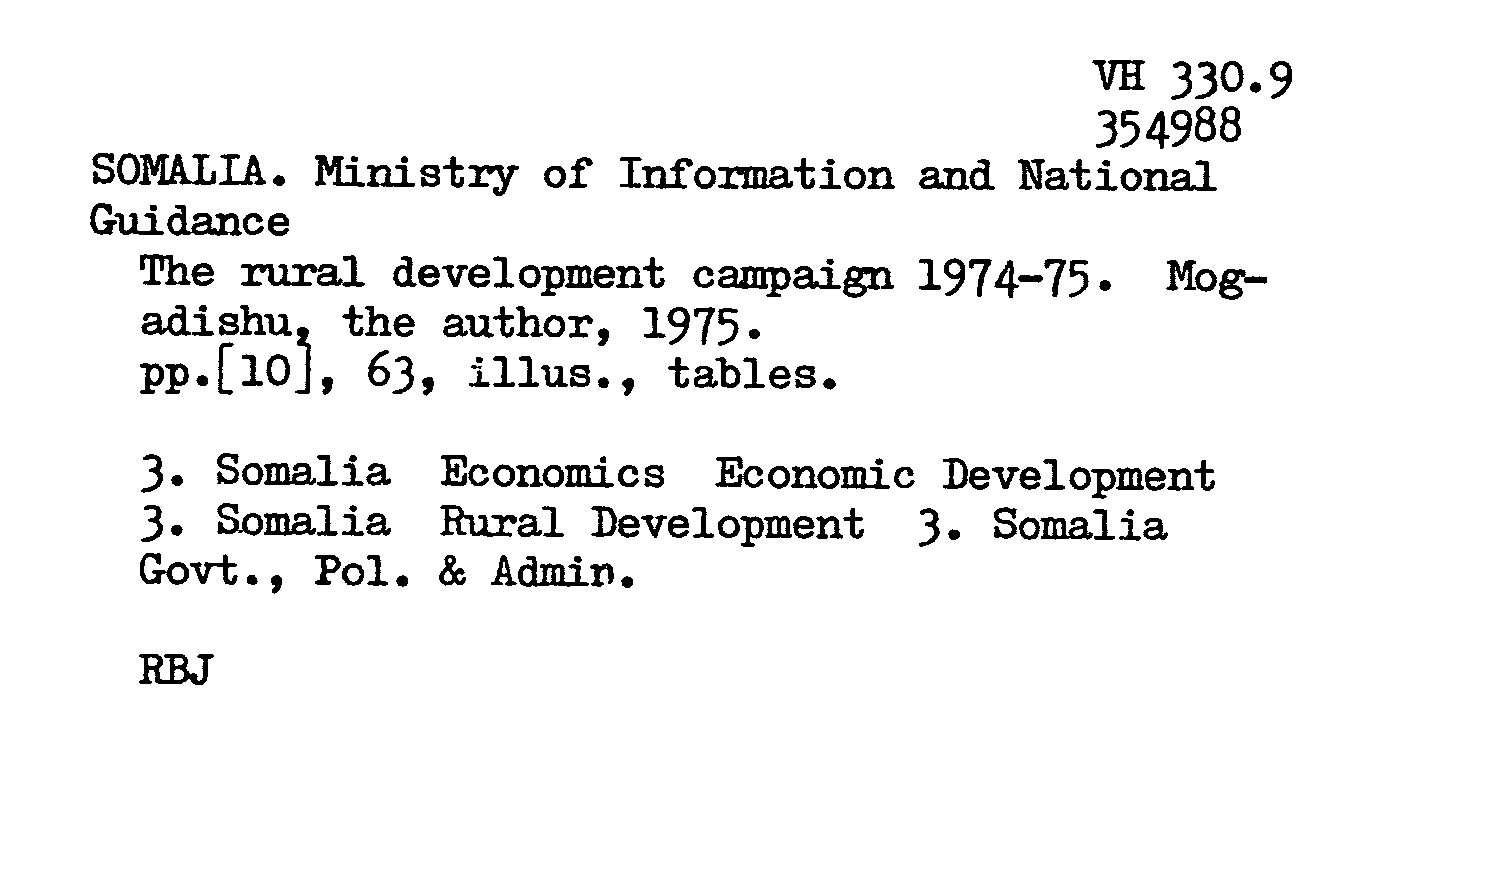 VH 330.9
354988
SOMALIA. Ministry of Information and National
Guidance
The rural development campaign 1974-75. Mog-
adishu, the author, 1975.
pp.[10], 63, illus., tables.
3. Somalia Economics Economic Development
3. Somalia Rural Development 3. Somalia
Govt., Pol. & Admin.
RBJ